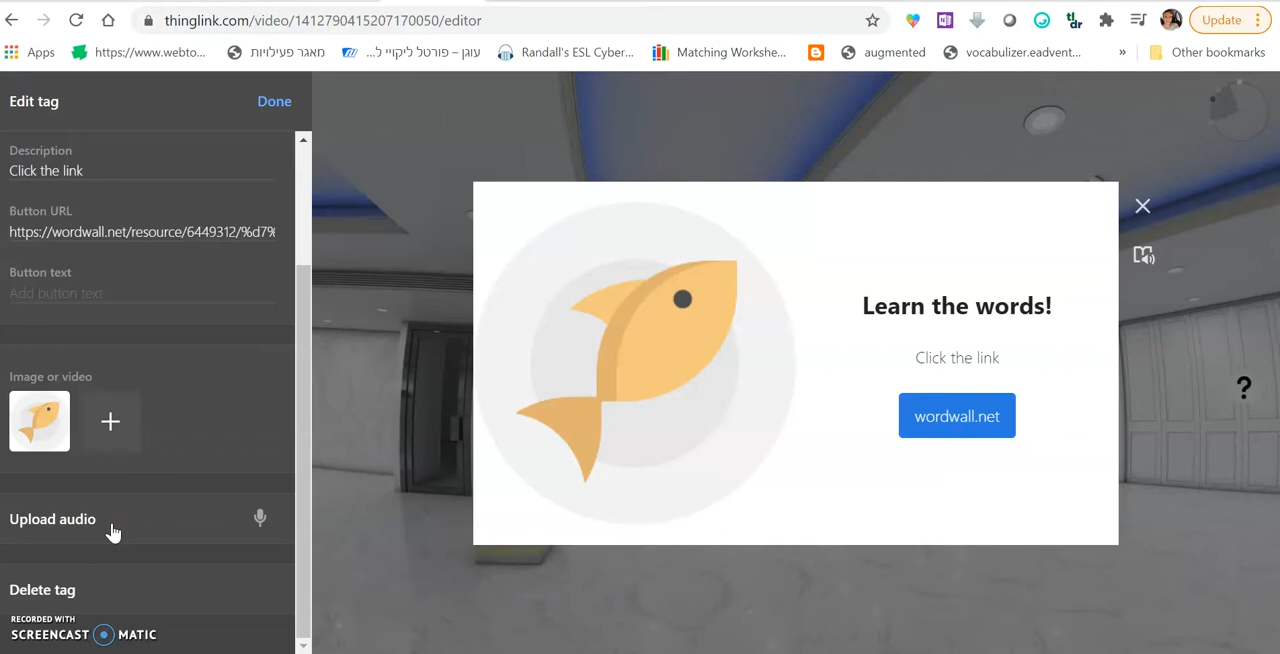 thinglink.com/video/1412790415207170050/editor
Update
Apps
https://www.webto...
מאגר פעילויות
עוגן – פורטל ליקויי ל...
Randall's ESL Cyber...
Matching Workshe...
augmented
vocabulizer.eadvent...
»
Other bookmarks
Edit tag
Done
Description
Click the link
Button URL
https://wordwall.net/resource/6449312/%d7%
Button text
Add button text
Image or video
+
Upload audio
Delete tag
RECORDED WITH
SCREENCAST MATIC
Learn the words!
Click the link
wordwall.net
?
tl;dr